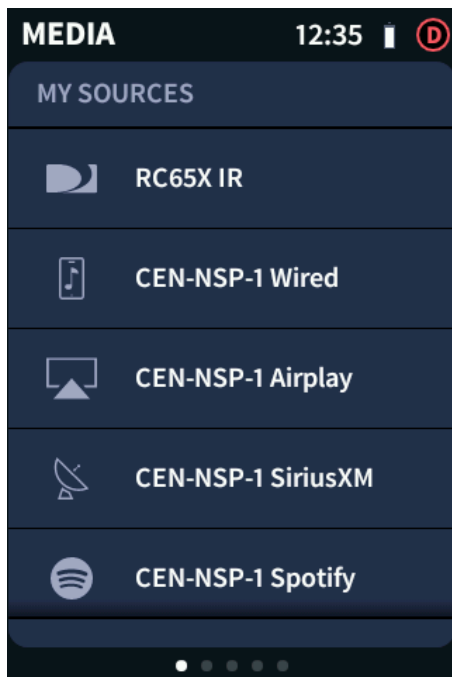 MEDIA 12:35 D
MY SOURCES
RC65X IR
CEN-NSP-1 Wired
CEN-NSP-1 Airplay
CEN-NSP-1 SiriusXM
CEN-NSP-1 Spotify